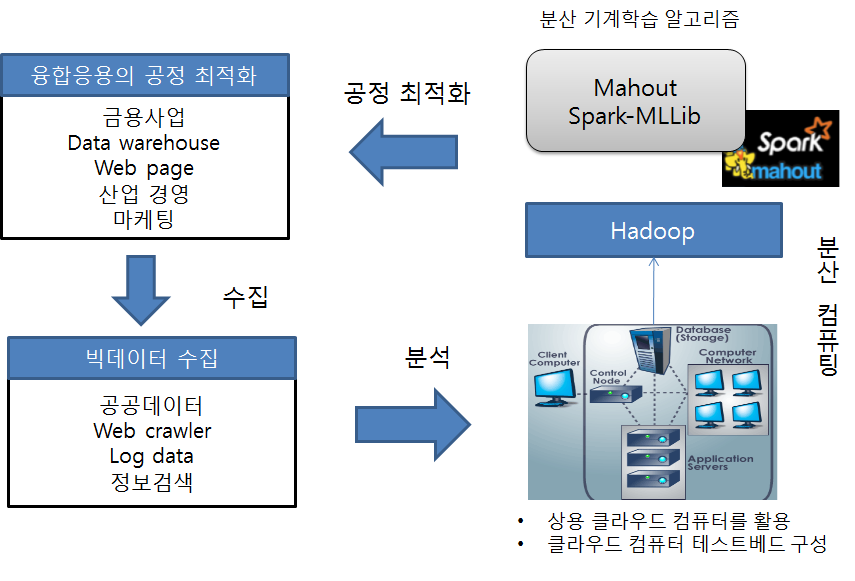 분산 기계학습 알고리즘
융합응용의 공정 최적화
금용사업
Data warehouse
Web page
산업 경영
마케팅
공정 최적화
Mahout
Spark-MLLib
Spark
mahout
Hadoop
분산 컴퓨팅
수집
빅데이터 수집
공공데이터
Web crawler
Log data
정보검색
분석
Database
(Storage)
Client
Computer
Control
Node
Computer
Network
Application
Servers
• 상용 클라우드 컴퓨터를 활용
• 클라우드 컴퓨터 테스트베드 구성